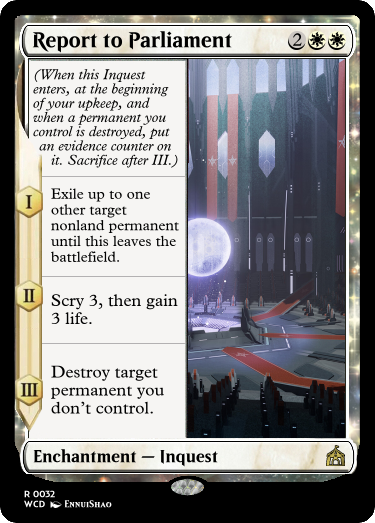 Report to Parliament 2
(When this Inquest
enters, at the beginning
of your upkeep, and
when a permanent you
control is destroyed, put
an evidence counter on
it. Sacrifice after III.)
I
Exile up to one
other target
nonland permanent
until this leaves the
battlefield.
II
Scry 3, then gain
3 life.
III
Destroy target
permanent you
don't control.
Enchantment — Inquest
R 0032
WCD EnnuiShao